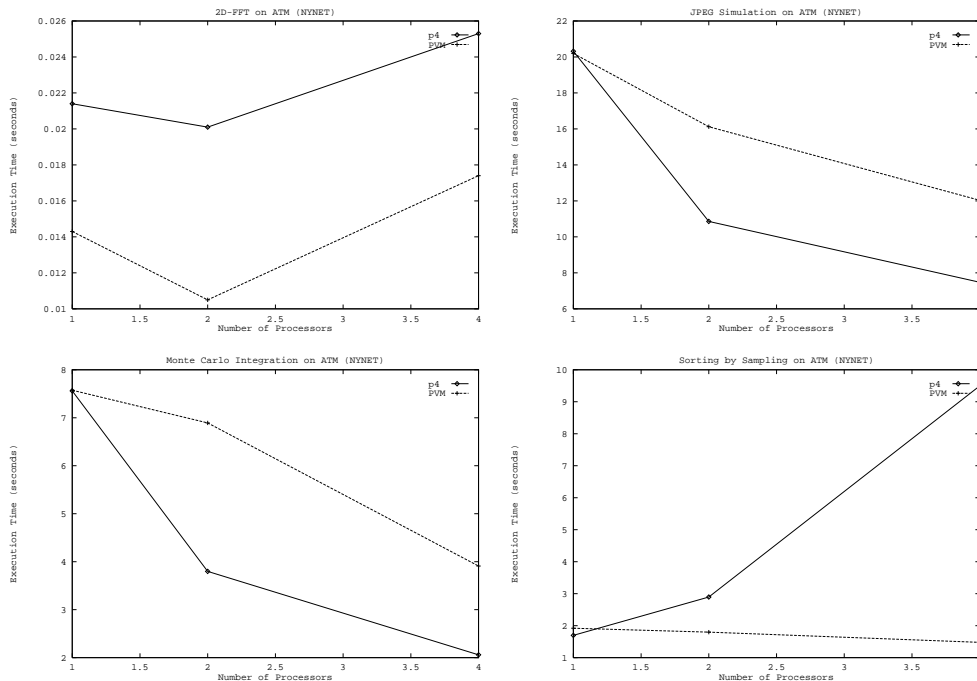 2D-FFT on ATM (NYNET)
p4
PVM
0.026
0.024
0.022
0.02
0.018
0.016
0.014
0.012
0.01
1 1.5 2 2.5 3 3.5 4
Execution Time (seconds)
Number of Processors
JPEG Simulation on ATM (NYNET)
p4
PVM
22
20
18
16
14
12
10
8
6
1 1.5 2 2.5 3 3.5
Execution Time (seconds)
Number of Processors
Monte Carlo Integration on ATM (NYNET)
p4
PVM
8
7
6
5
4
3
2
1 1.5 2 2.5 3 3.5 4
Execution Time (seconds)
Number of Processors
Sorting by Sampling on ATM (NYNET)
p4
PVM
10
9
8
7
6
5
4
3
2
1
1 1.5 2 2.5 3 3.5
Execution Time (seconds)
Number of Processors